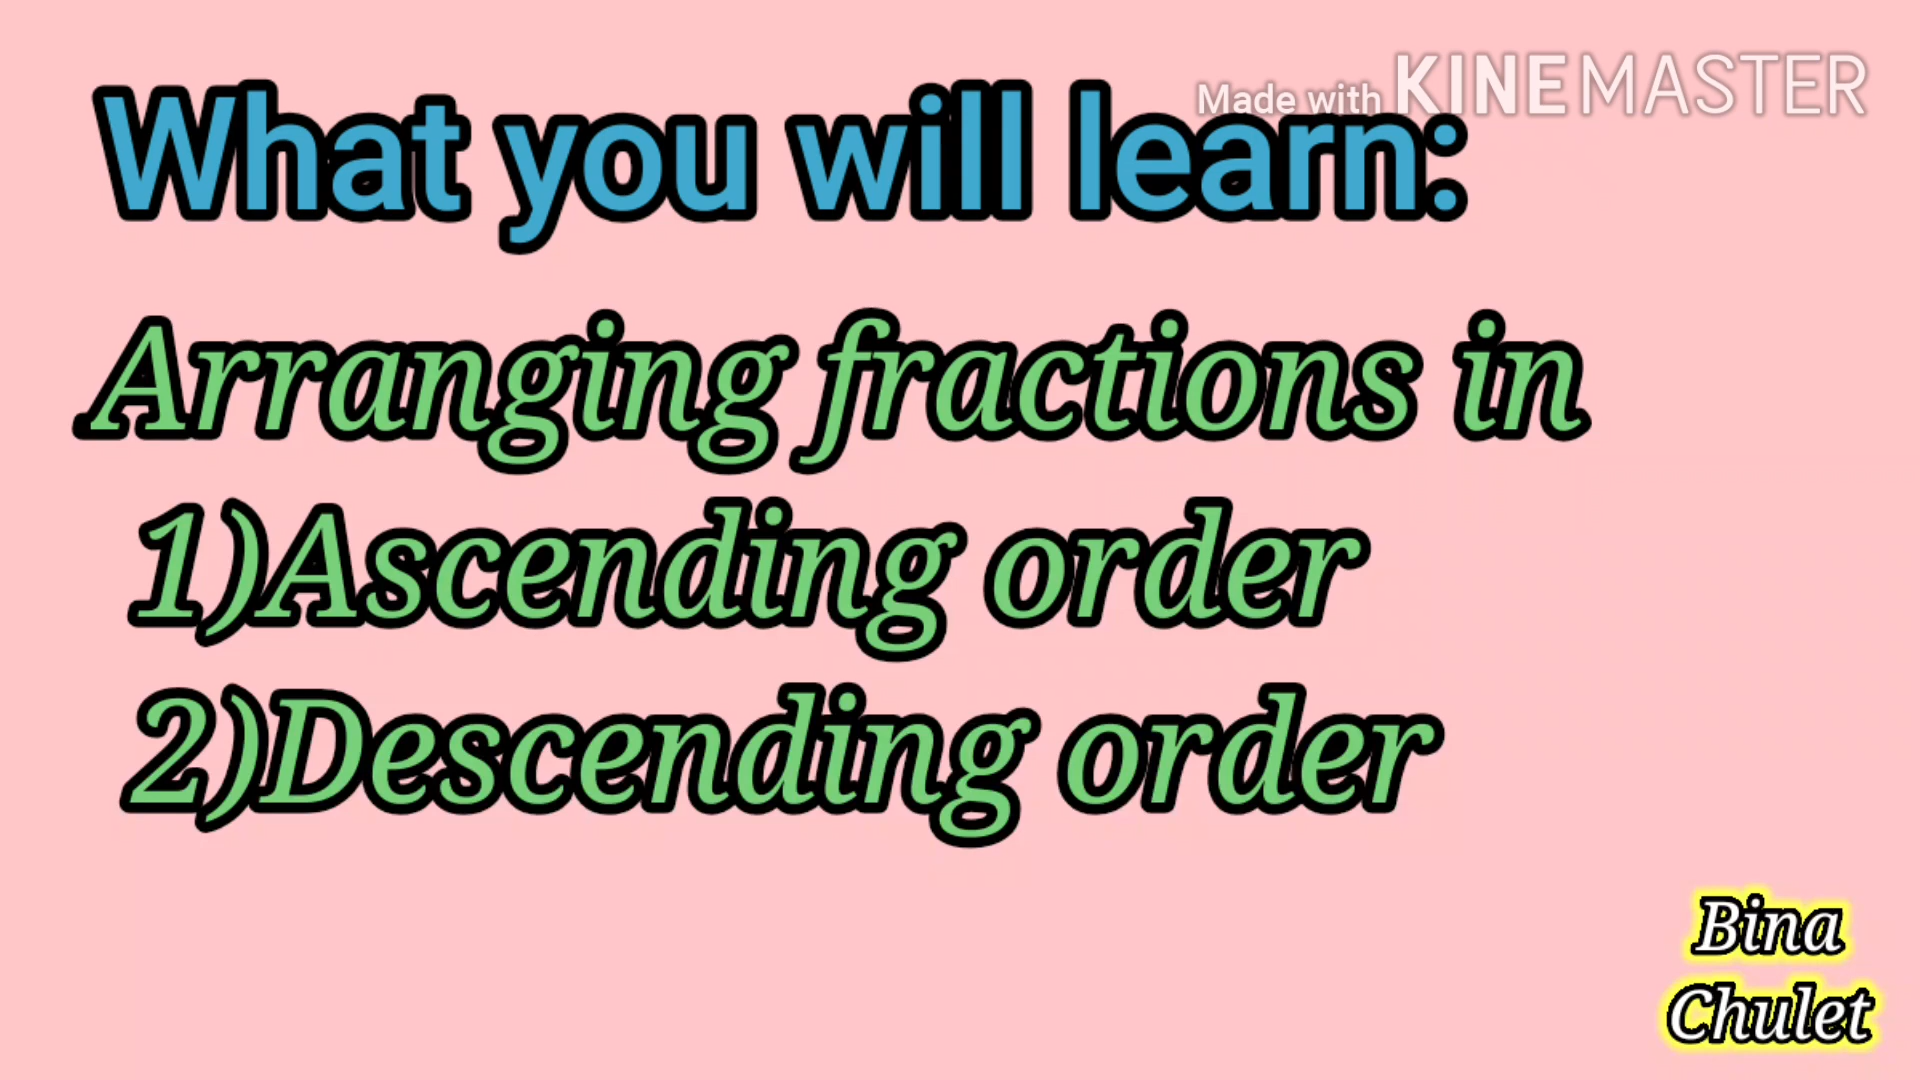 Made with KINEMASTER
What you will learn:
Arranging fractions in
1)Ascending order
2)Descending order
Bina
Chulet